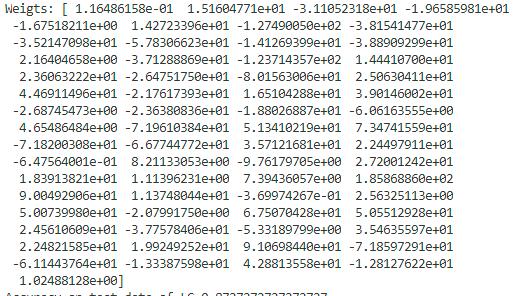 Weigts: [ 1.16486158e-01 1.51604771e+01 -3.11052318e+01 -1.96585981e+01
-1.67518211e+01 1.42723396e+01 -1.27490050e+02 -3.81541477e+01
-3.52147098e+01 -5.78306623e+01 -1.41269399e+01 -3.88909299e+01
2.16404658e+00 -3.71288869e+01 -1.23714357e+02 1.44410700e+01
2.36063222e+01 -2.64751750e+01 -8.01563006e+01 2.50630411e+01
4.46911496e+01 -2.17617393e+01 1.65104288e+01 3.90146002e+01
-2.68745473e+00 -2.36380836e+01 -1.88026887e+01 -6.06163555e+00
4.65486484e+00 -7.19610384e+01 5.13410219e+01 7.34741559e+01
-7.18200308e+01 -6.67744772e+01 3.57121681e+01 2.24497911e+01
-6.47564001e-01 8.21133053e+00 -9.76179705e+00 2.72001242e+01
1.83913821e+01 1.11396231e+00 7.39436057e+00 1.85868860e+02
9.00492906e+01 1.13748044e+01 -3.69974267e-01 2.56325113e+00
5.00739980e+01 -2.07991750e+00 6.75070428e+01 5.05512928e+01
2.45610609e+01 -3.77578406e+01 -5.33189799e+00 3.54635597e+01
2.24821585e+01 1.99249252e+01 9.10698440e+01 -7.18597291e+01
-6.11443764e+01 -1.33387598e+01 4.28813558e+01 -1.28127622e+01
1.02488128e+00]